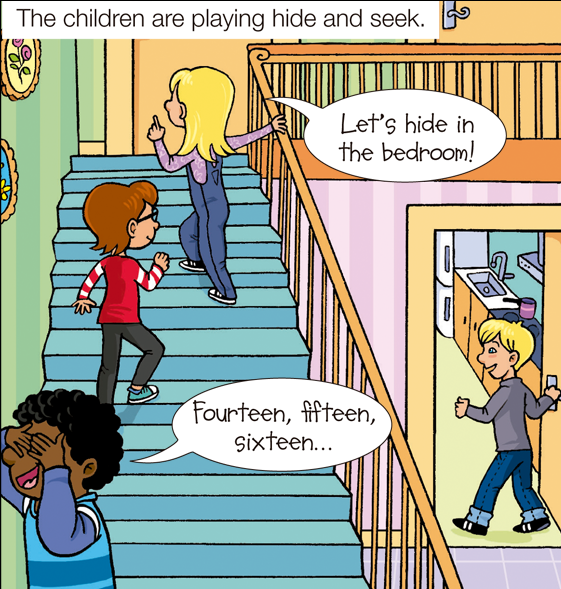 The children are playing hide and seek.
Let's hide in
the bedroom!
Fourteen, fifteen,
sixteen...